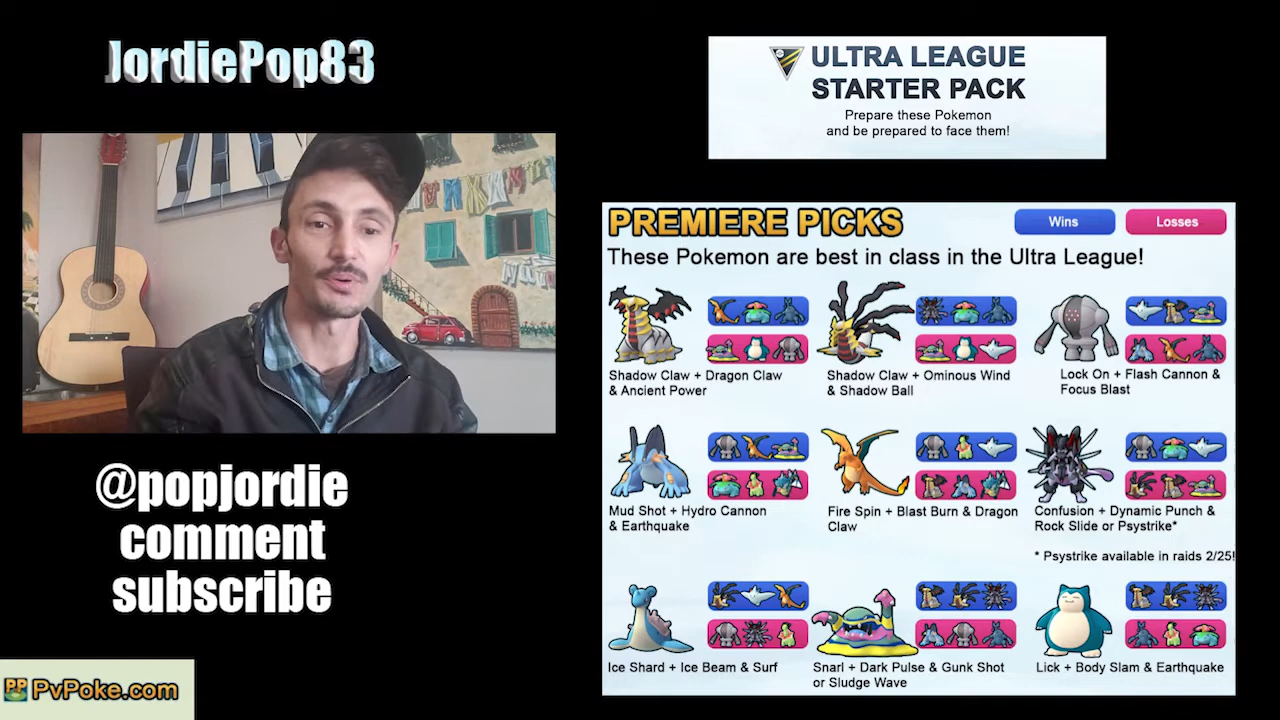 JordiePop83
ULTRA LEAGUE
STARTER PACK
Prepare these Pokemon
and be prepared to face them!
PREMIERE PICKS
Wins
Losses
These Pokemon are best in class in the Ultra League!
Shadow Claw + Dragon Claw
& Ancient Power
Shadow Claw + Ominous Wind
& Shadow Ball
Lock On + Flash Cannon &
Focus Blast
Mud Shot + Hydro Cannon
& Earthquake
Fire Spin + Blast Burn & Dragon
Claw
Confusion + Dynamic Punch &
Rock Slide or Psystrike*
* Psystrike available in raids 2/25!
Ice Shard + Ice Beam & Surf
Snarl + Dark Pulse & Gunk Shot
or Sludge Wave
Lick + Body Slam & Earthquake
@popjordie
comment
subscribe
PvPoke.com